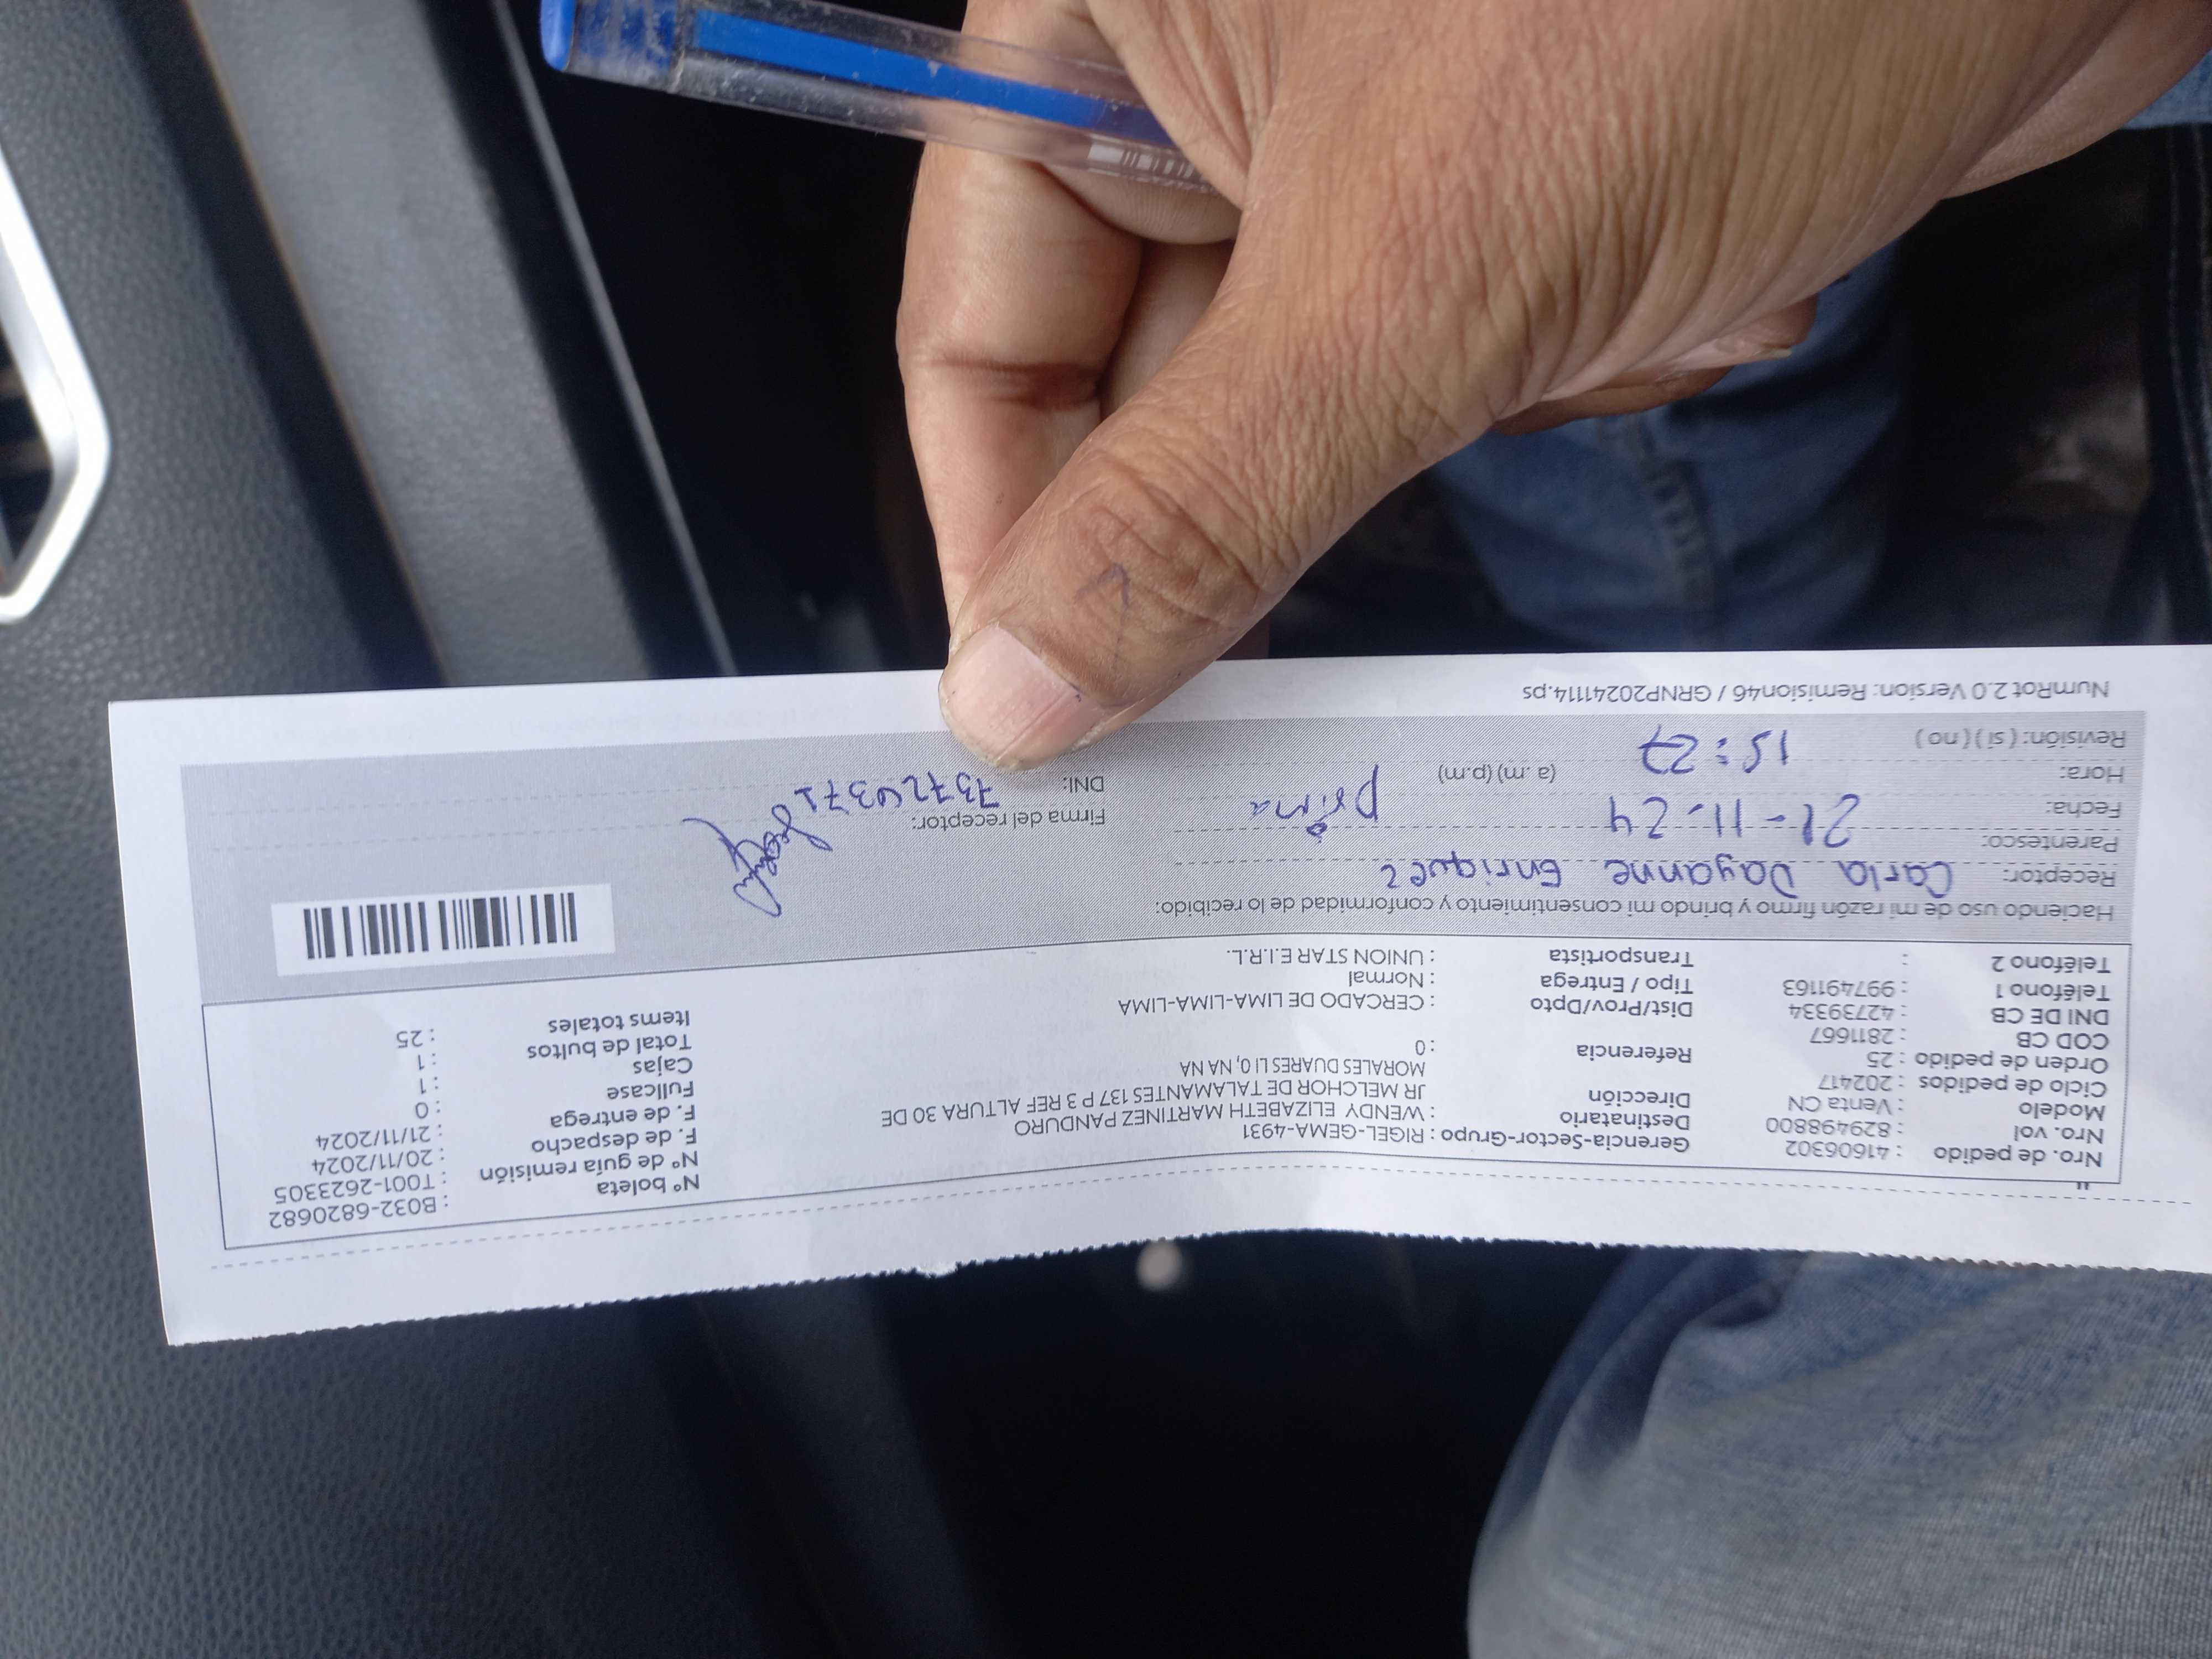 Nro. de pedido : 41606302
Nro. vol : 829498800
Modelo : Venta CN
Ciclo de pedidos : 202417
Orden de pedido : 25
COD CB : 2811667
DNI DE CB : 42739334
Teléfono 1 : 997491163
Teléfono 2 :
Gerencia-Sector-Grupo : RIGEL-GEMA-4931
Destinatario : WENDY ELIZABETH MARTINEZ PANDURO
Dirección JR MELCHOR DE TALAMANTES 137 P 3 REF ALTURA 30 DE
MORALES DUARES LI 0, NA NA
Referencia : 0
Dist/Prov/Dpto : CERCADO DE LIMA-LIMA-LIMA
Tipo / Entrega : Normal
Transportista : UNION STAR E.I.R.L.
Nº boleta : B032-6820682
Nº de guía remisión : T001-2623305
F. de despacho : 20/11/2024
F. de entrega : 21/11/2024
Fullcase : 0
Cajas : 1
Total de bultos : 1
Items totales : 25
Haciendo uso de mi razón firmo y brindo mi consentimiento y conformidad de lo recibido:
Receptor: Carla Dayanne Enriquez
Parentesco: prima
Fecha: 21-11-24
Hora: 15:27 (a.m) (p.m)
Revisión: ( si ) ( no )
Firma del receptor:
DNI:
NumRot 2.0 Version: Remision46 / GRNP20241114.ps